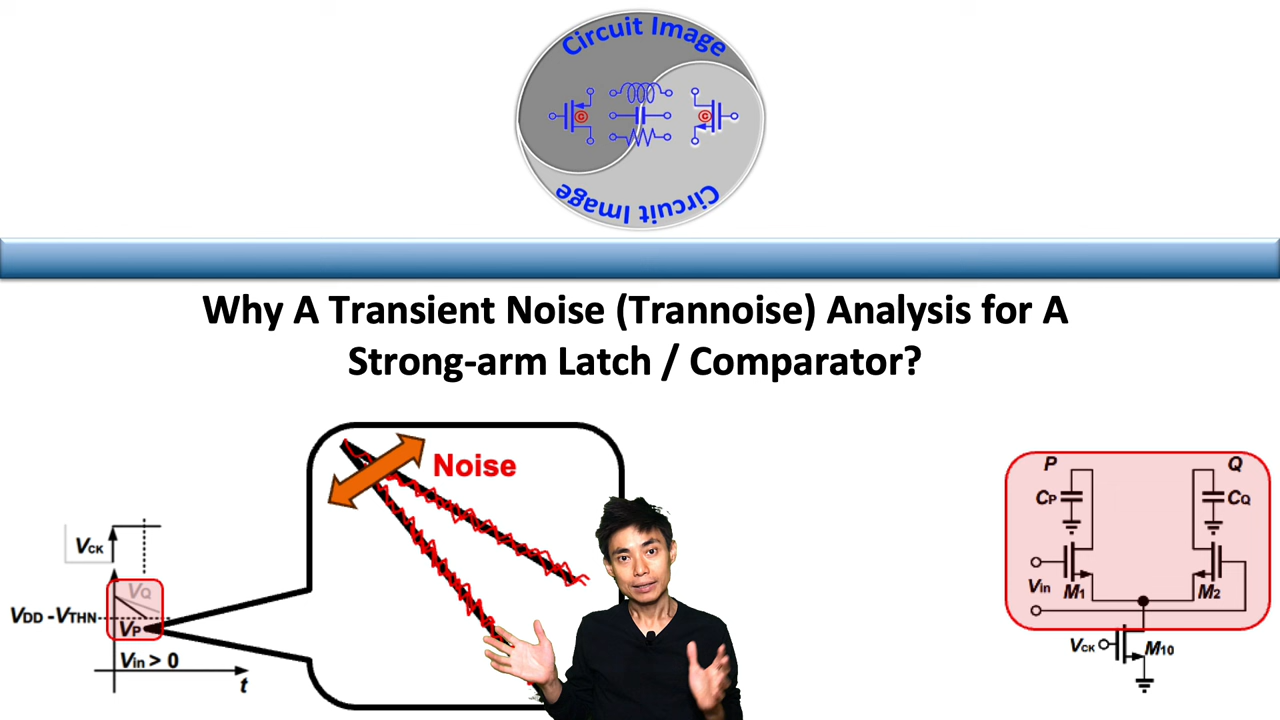 Circuit Image
©
©
Circuit Image
Why A Transient Noise (Trannoise) Analysis for A
Strong-arm Latch / Comparator?
Noise
VCK
VQ
VDD -VTHN
VP
Vin > 0
t
P
Q
CP
CQ
Vin
M1
M2
VCK
M10